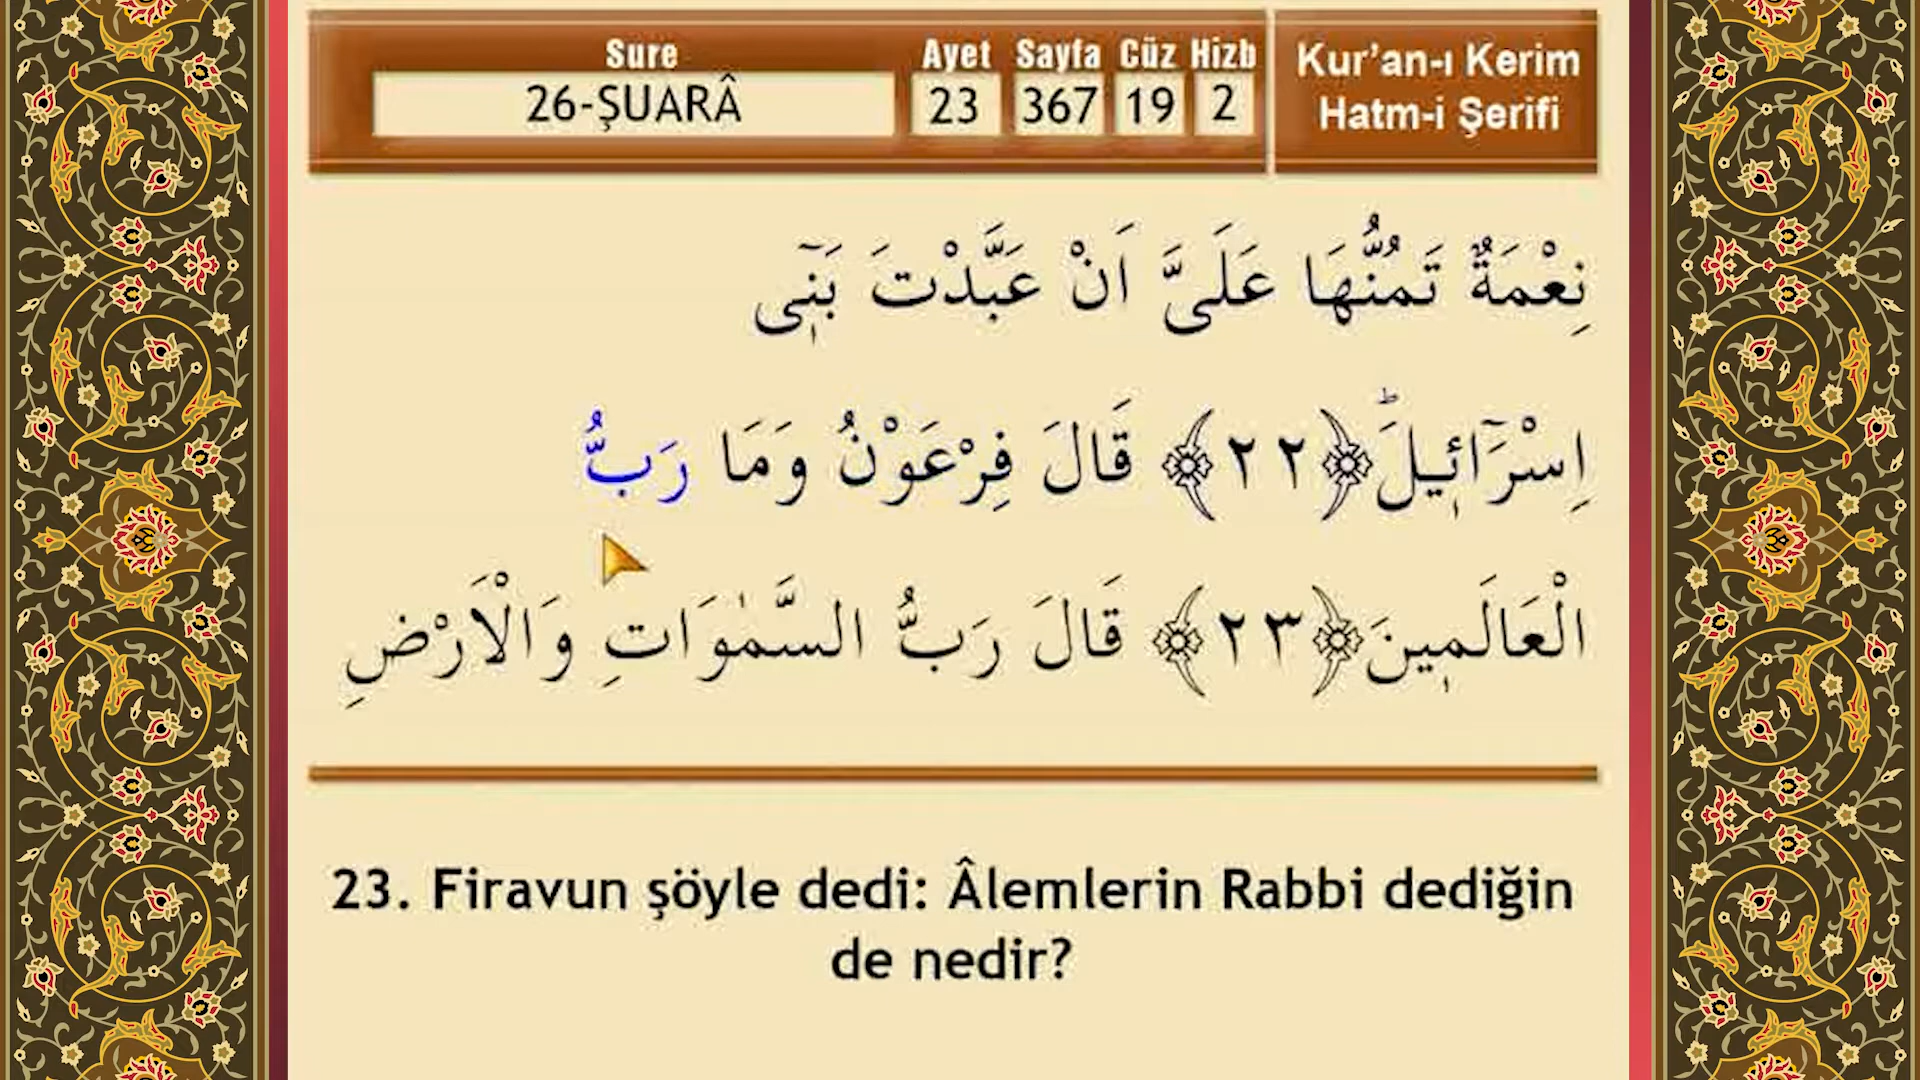 Sure Ayet Sayfa Cüz Hizb
26-ŞUARÂ 23 367 19 2
Kur’an-ı Kerim
Hatm-i Şerifi
نِعْمَةٌ تَمُنُّهَا عَلَىَّ اَنْ عَبَّدْتَ بَنٖٓى
اِسْرَٓائٖلَؕ ﴿٢٢﴾ قَالَ فِرْعَوْنُ وَمَا رَبُّ
الْعَالَمٖينَ ﴿٢٣﴾ قَالَ رَبُّ السَّمٰوَاتِ وَالْاَرْضِ
23. Firavun şöyle dedi: Âlemlerin Rabbi dediğin
de nedir?